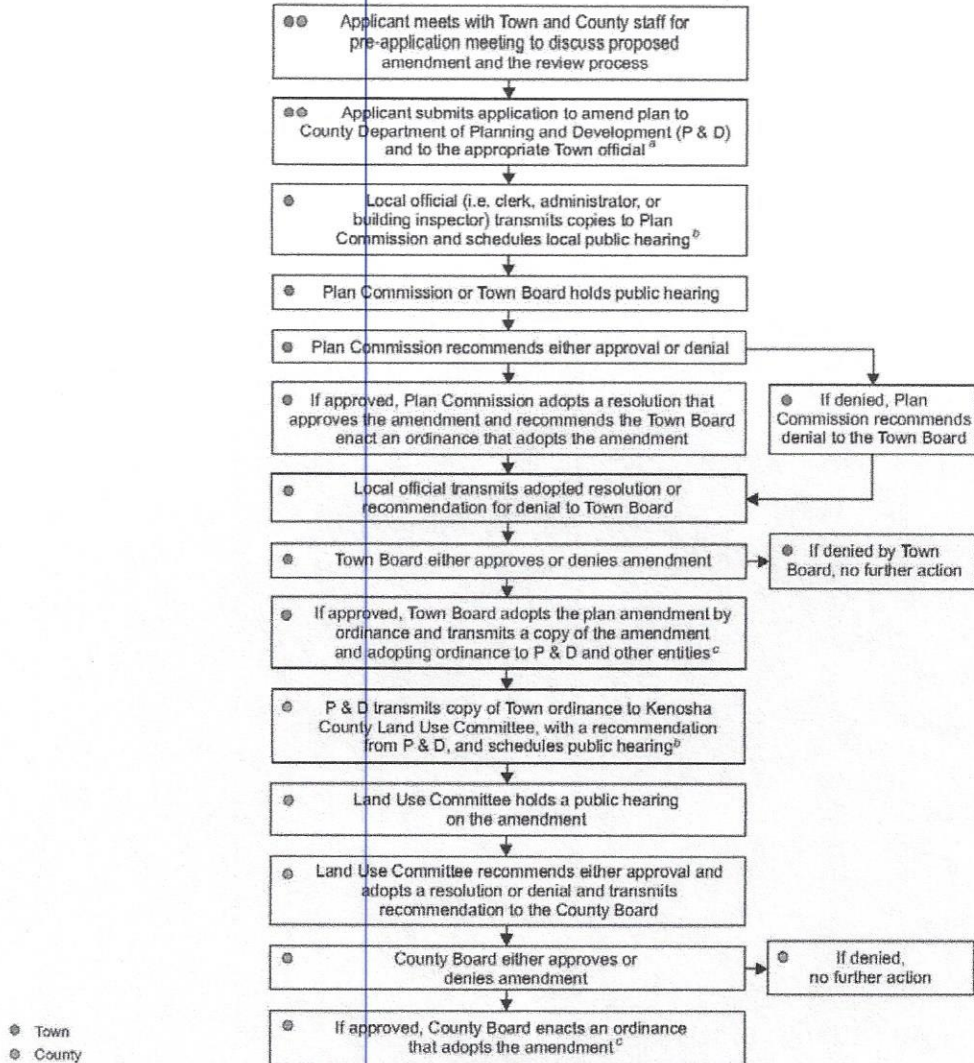 Applicant meets with Town and County staff for
pre-application meeting to discuss proposed
amendment and the review process
Applicant submits application to amend plan to
County Department of Planning and Development (P & D)
and to the appropriate Town official a
Local official (i.e. clerk, administrator, or
building inspector) transmits copies to Plan
Commission and schedules local public hearing b
Plan Commission or Town Board holds public hearing
Plan Commission recommends either approval or denial
If approved, Plan Commission adopts a resolution that
approves the amendment and recommends the Town Board
enact an ordinance that adopts the amendment
If denied, Plan
Commission recommends
denial to the Town Board
Local official transmits adopted resolution or
recommendation for denial to Town Board
Town Board either approves or denies amendment
If denied by Town
Board, no further action
If approved, Town Board adopts the plan amendment by
ordinance and transmits a copy of the amendment
and adopting ordinance to P & D and other entities c
P & D transmits copy of Town ordinance to Kenosha
County Land Use Committee, with a recommendation
from P & D, and schedules public hearing b
Land Use Committee holds a public hearing
on the amendment
Land Use Committee recommends either approval and
adopts a resolution or denial and transmits
recommendation to the County Board
County Board either approves or
denies amendment
If denied,
no further action
If approved, County Board enacts an ordinance
that adopts the amendment c
Town
County